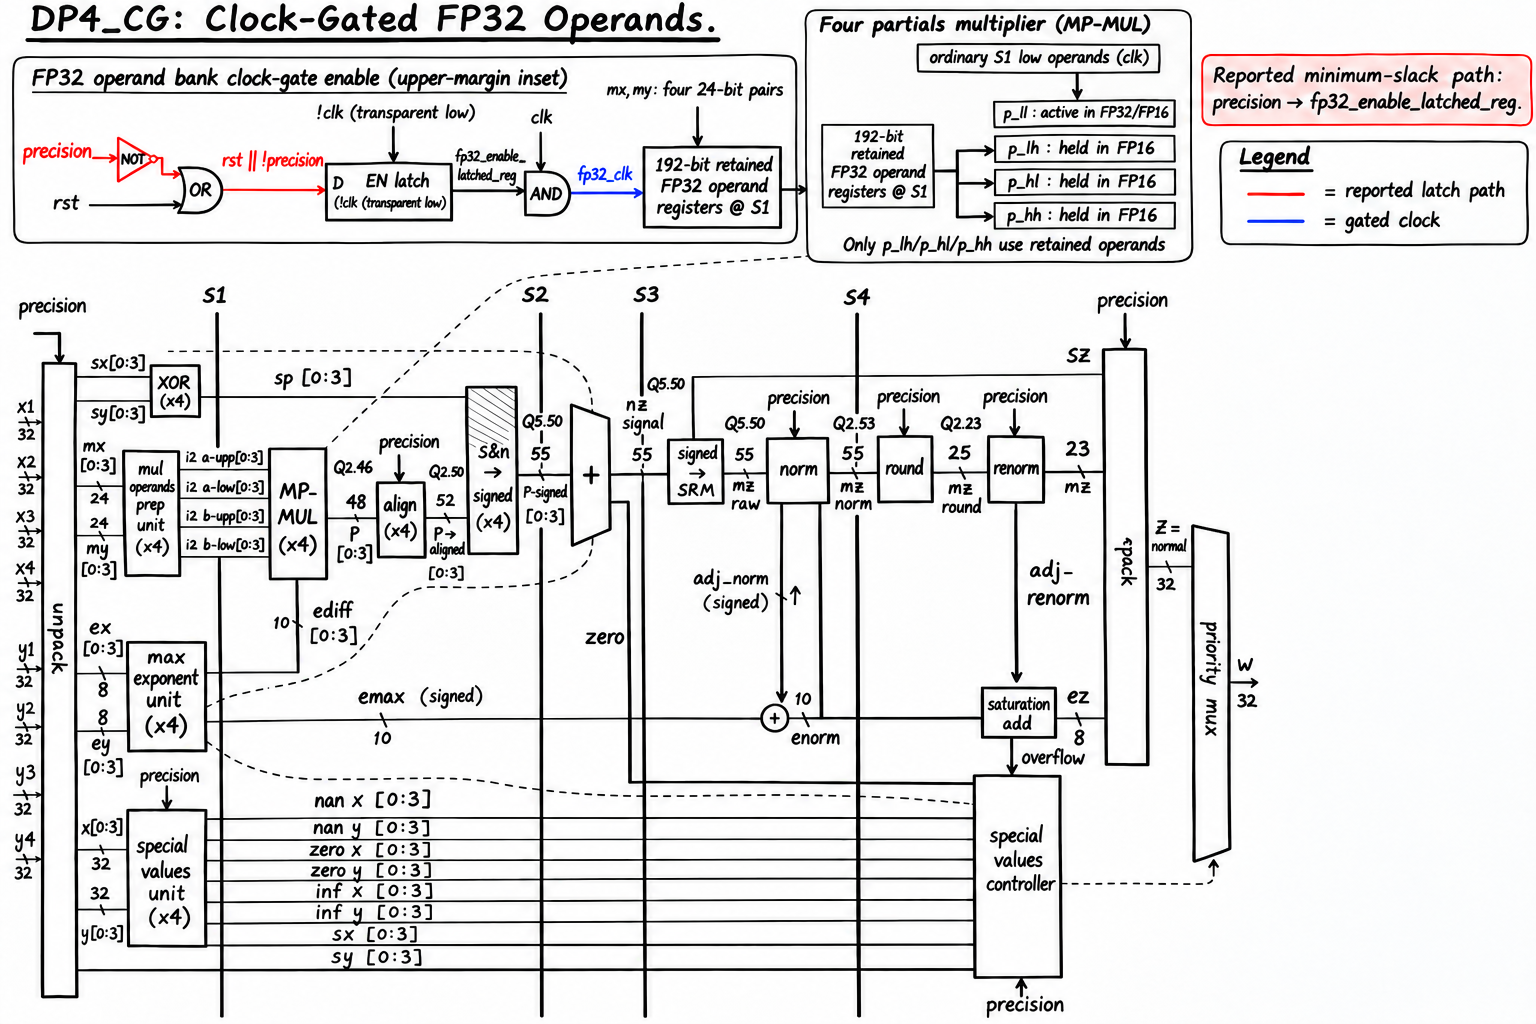 DP4_CG: Clock-Gated FP32 Operands.
FP32 operand bank clock-gate enable (upper-margin inset)
mx, my: four 24-bit pairs
!clk (transparent low)
clk
precision
NOT
rst || !precision
rst
OR
D
EN latch
(!clk (transparent low)
fp32_enable_
latched_reg
AND
fp32_clk
192-bit retained
FP32 operand
registers @ S1
Four partials multiplier (MP-MUL)
ordinary S1 low operands (clk)
192-bit
retained
FP32 operand
registers @ S1
p_ll : active in FP32/FP16
p_lh : held in FP16
p_hl : held in FP16
p_hh : held in FP16
Only p_lh/p_hl/p_hh use retained operands
Reported minimum-slack path:
precision → fp32_enable_latched_reg.
Legend
= reported latch path
= gated clock
precision
S1
S2
S3
S4
precision
x1
32
x2
32
x3
32
x4
32
y1
32
y2
32
y3
32
y4
32
unpack
sx[0:3]
sy[0:3]
XOR
(x4)
sp [0:3]
mx
[0:3]
24
24
my
[0:3]
mul
operands
prep
unit
(x4)
i2 a-upp[0:3]
i2 a-low[0:3]
i2 b-upp[0:3]
i2 b-low[0:3]
MP-
MUL
(x4)
Q2.46
48
P
[0:3]
precision
align
(x4)
Q2.50
52
P→
aligned
[0:3]
S&n
→
signed
(x4)
Q5.50
55
P-signed
[0:3]
+
nz
signal
55
Q5.50
signed
→
SRM
Q5.50
55
mz
raw
precision
norm
Q2.53
55
mz
norm
precision
round
Q2.23
25
mz
round
precision
renorm
23
mz
SZ
pack
Z =
normal
32
priority mux
W
32
ex
[0:3]
8
8
ey
[0:3]
max
exponent
unit
(x4)
10
ediff
[0:3]
emax (signed)
10
zero
adj_norm
(signed)
↑
+
10
enorm
adj-
renorm
saturation
add
ez
8
overflow
precision
x[0:3]
32
32
y[0:3]
special
values
unit
(x4)
nan x [0:3]
nan y [0:3]
zero x [0:3]
zero y [0:3]
inf x [0:3]
inf y [0:3]
sx [0:3]
sy [0:3]
special
values
controller
precision